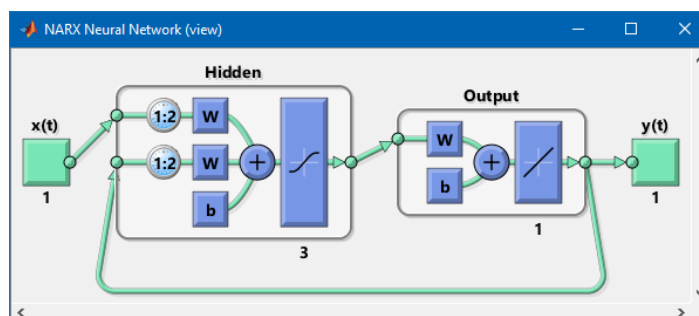 NARX Neural Network (view)
Hidden
Output
x(t)
1:2
W
W
y(t)
1:2
W
b
b
1
1
1
3